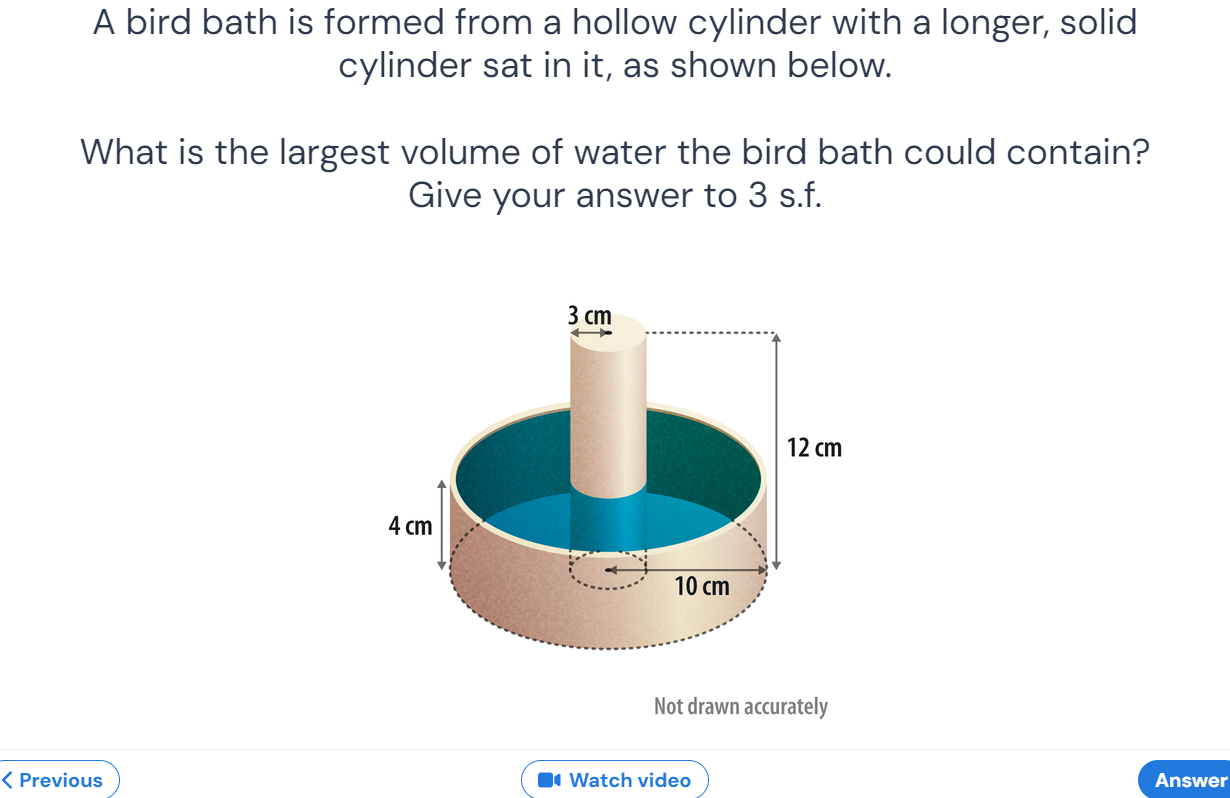 A bird bath is formed from a hollow cylinder with a longer, solid
cylinder sat in it, as shown below.
What is the largest volume of water the bird bath could contain?
Give your answer to 3 s.f.
3 cm
12 cm
4 cm
10 cm
Not drawn accurately
Previous
Watch video
Answer